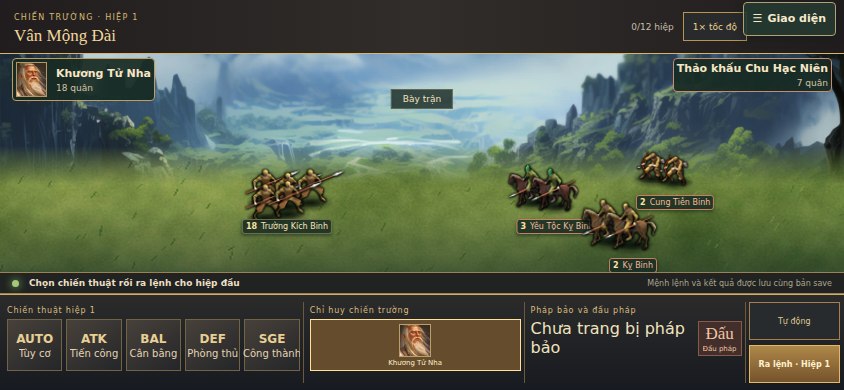 CHIẾN TRƯỜNG · HIỆP 1
Vân Mộng Đài
0/12 hiệp
1× tốc độ
☰ Giao diện
Khương Tử Nha
18 quân
Bày trận
Thảo khấu Chu Hạc Niên
7 quân
18 Trường Kích Binh
3 Yêu Tộc Kỵ Binh
2 Cung Tiễn Binh
2 Kỵ Binh
Chọn chiến thuật rồi ra lệnh cho hiệp đấu
Mệnh lệnh và kết quả được lưu cùng bản save
Chiến thuật hiệp 1
AUTO
Tùy cơ
ATK
Tiến công
BAL
Cân bằng
DEF
Phòng thủ
SGE
Công thành
Chỉ huy chiến trường
Khương Tử Nha
Pháp bảo và đấu pháp
Chưa trang bị pháp
bảo
Đấu
Đấu pháp
Tự động
Ra lệnh · Hiệp 1